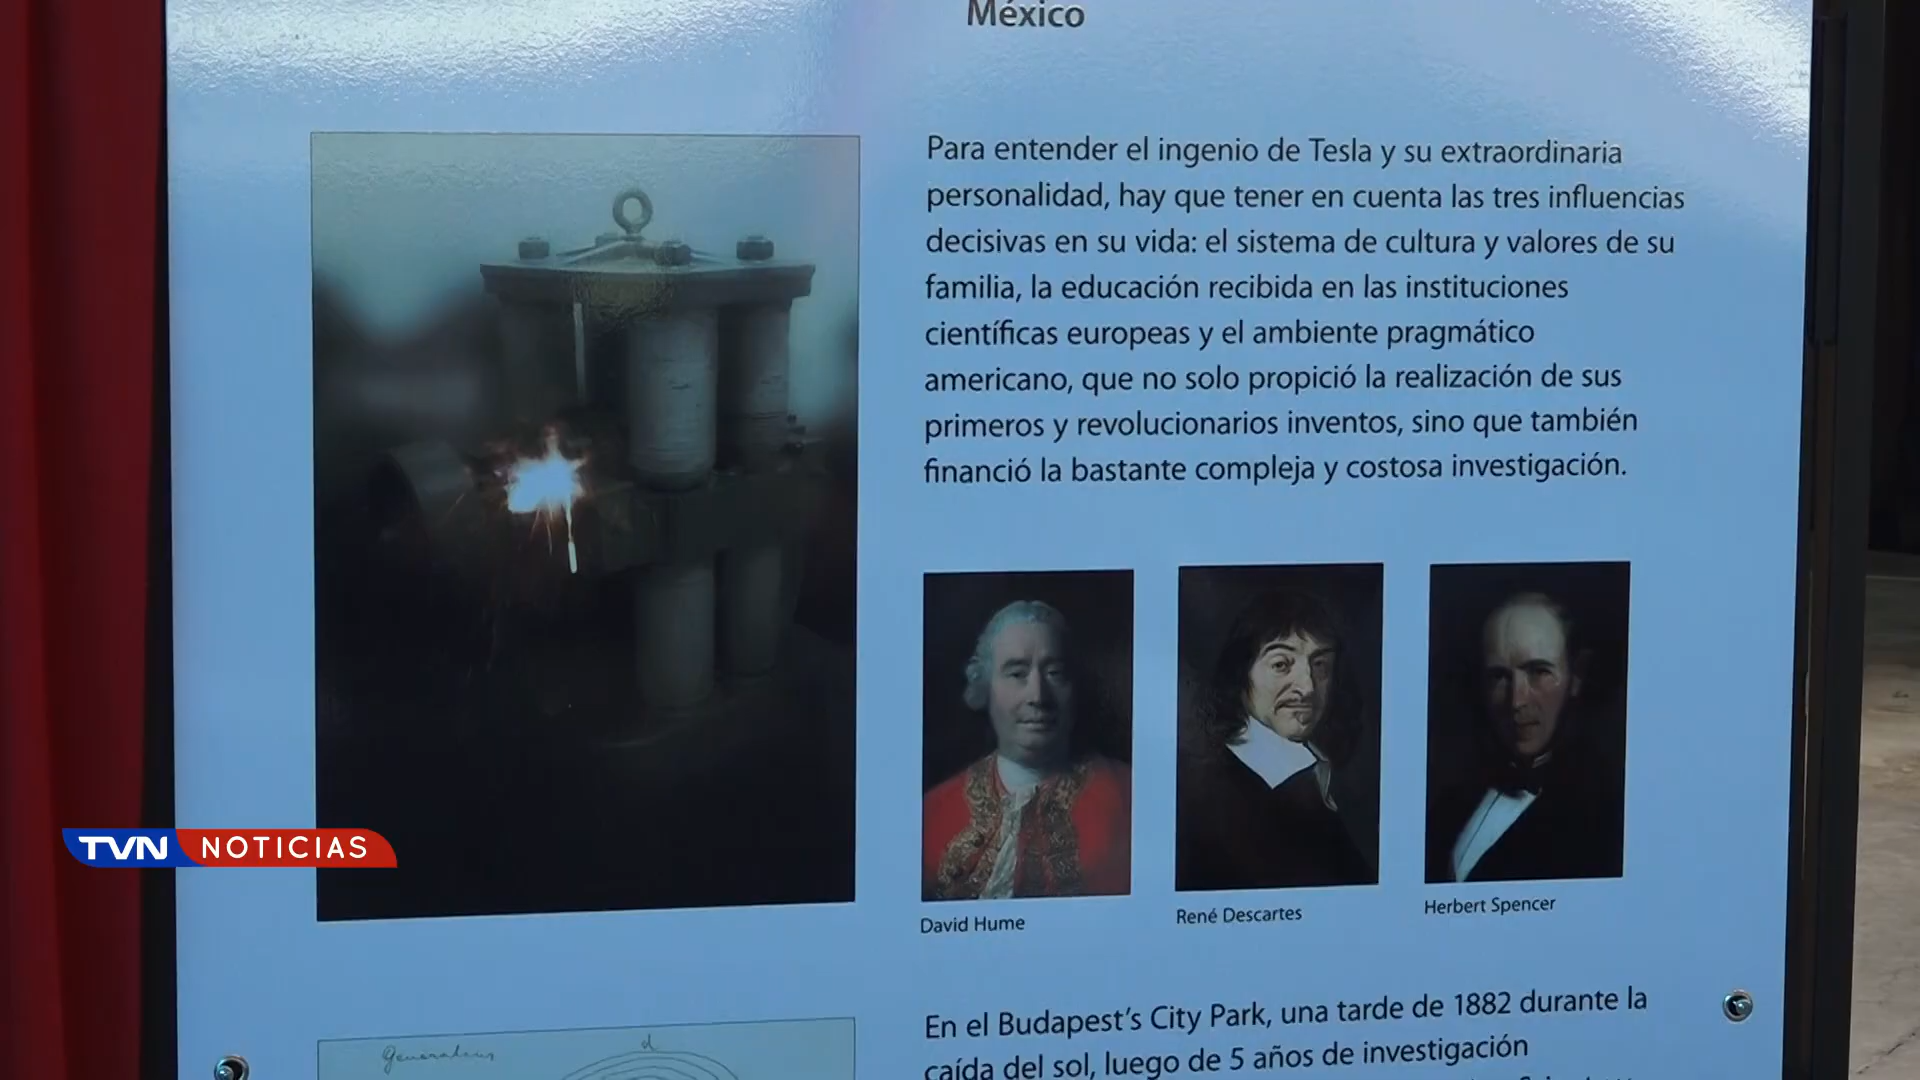 México
Para entender el ingenio de Tesla y su extraordinaria
personalidad, hay que tener en cuenta las tres influencias
decisivas en su vida: el sistema de cultura y valores de su
familia, la educación recibida en las instituciones
científicas europeas y el ambiente pragmático
americano, que no solo propició la realización de sus
primeros y revolucionarios inventos, sino que también
financió la bastante compleja y costosa investigación.
TVN NOTICIAS
David Hume
René Descartes
Herbert Spencer
En el Budapest's City Park, una tarde de 1882 durante la
caída del sol, luego de 5 años de investigación
d